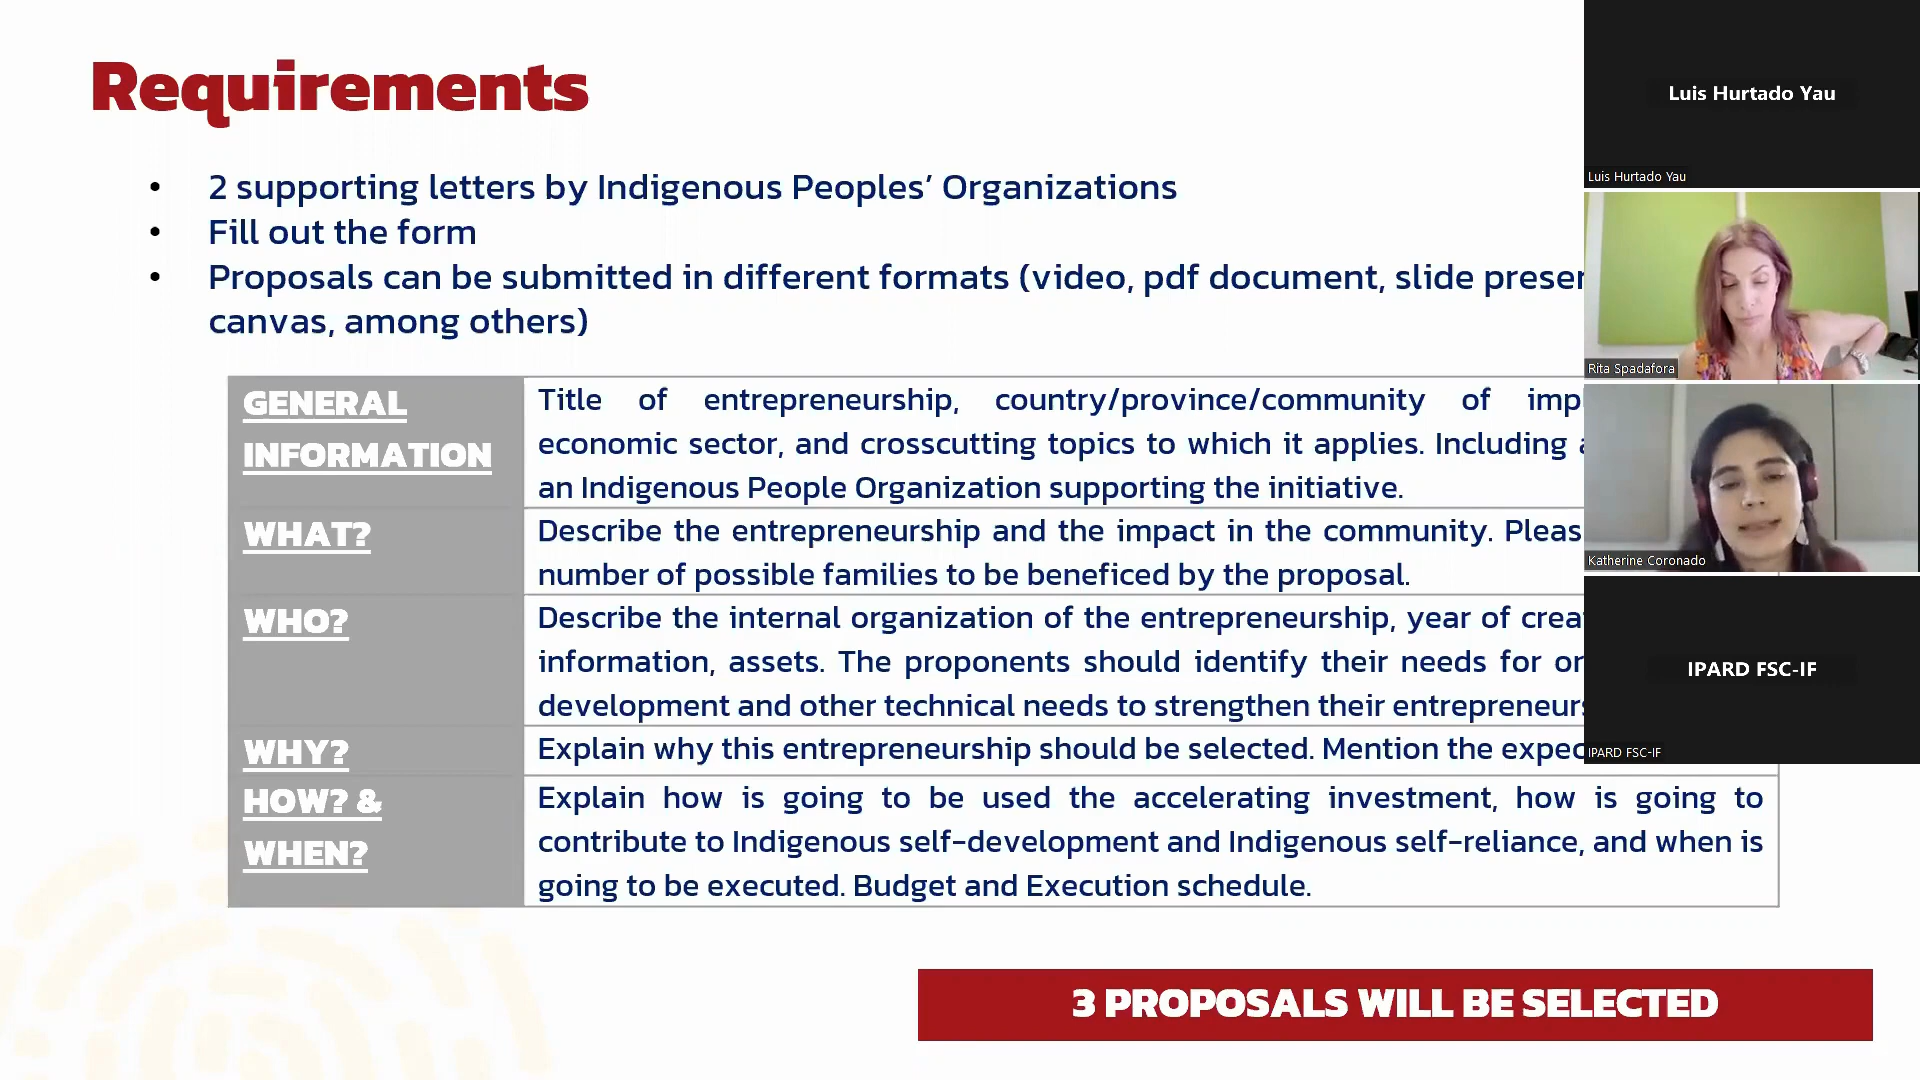 Requirements
• 2 supporting letters by Indigenous Peoples’ Organizations
• Fill out the form
• Proposals can be submitted in different formats (video, pdf document, slide
canvas, among others)
GENERAL
INFORMATION
Title of entrepreneurship, country/province/community of
economic sector, and crosscutting topics to which it applies. Including
an Indigenous People Organization supporting the initiative.
WHAT?
Describe the entrepreneurship and the impact in the community.
number of possible families to be beneficed by the proposal.
WHO?
Describe the internal organization of the entrepreneurship, year of
information, assets. The proponents should identify their needs for
development and other technical needs to strengthen their
WHY?
Explain why this entrepreneurship should be selected. Mention the
HOW? &
WHEN?
Explain how is going to be used the accelerating investment, how is going to
contribute to Indigenous self-development and Indigenous self-reliance, and when is
going to be executed. Budget and Execution schedule.
3 PROPOSALS WILL BE SELECTED
Luis Hurtado Yau
Luis Hurtado Yau
Rita Spadafora
Katherine Coronado
IPARD FSC-IF
IPARD FSC-IF